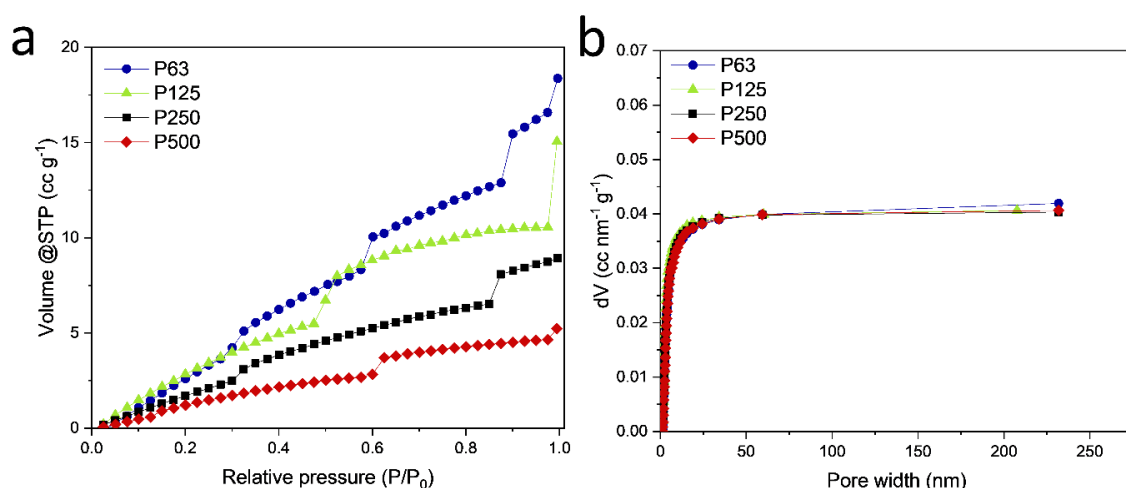 a
20
15
10
5
0
Volume @STP (cc g⁻¹)
P63
P125
P250
P500
0.0 0.2 0.4 0.6 0.8 1.0
Relative pressure (P/P₀)
b
0.07
0.06
0.05
0.04
0.03
0.02
0.01
0.00
dV (cc nm⁻¹ g⁻¹)
P63
P125
P250
P500
0 50 100 150 200 250
Pore width (nm)